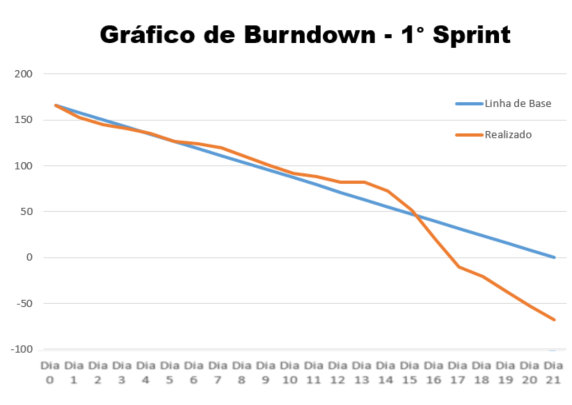 Gráfico de Burndown - 1° Sprint
200
Linha de Base
150
Realizado
100
50
0
-50
-100
Dia Dia Dia Dia Dia Dia Dia Dia Dia Dia Dia Dia Dia Dia Dia Dia Dia Dia Dia Dia Dia Dia
0 1 2 3 4 5 6 7 8 9 10 11 12 13 14 15 16 17 18 19 20 21